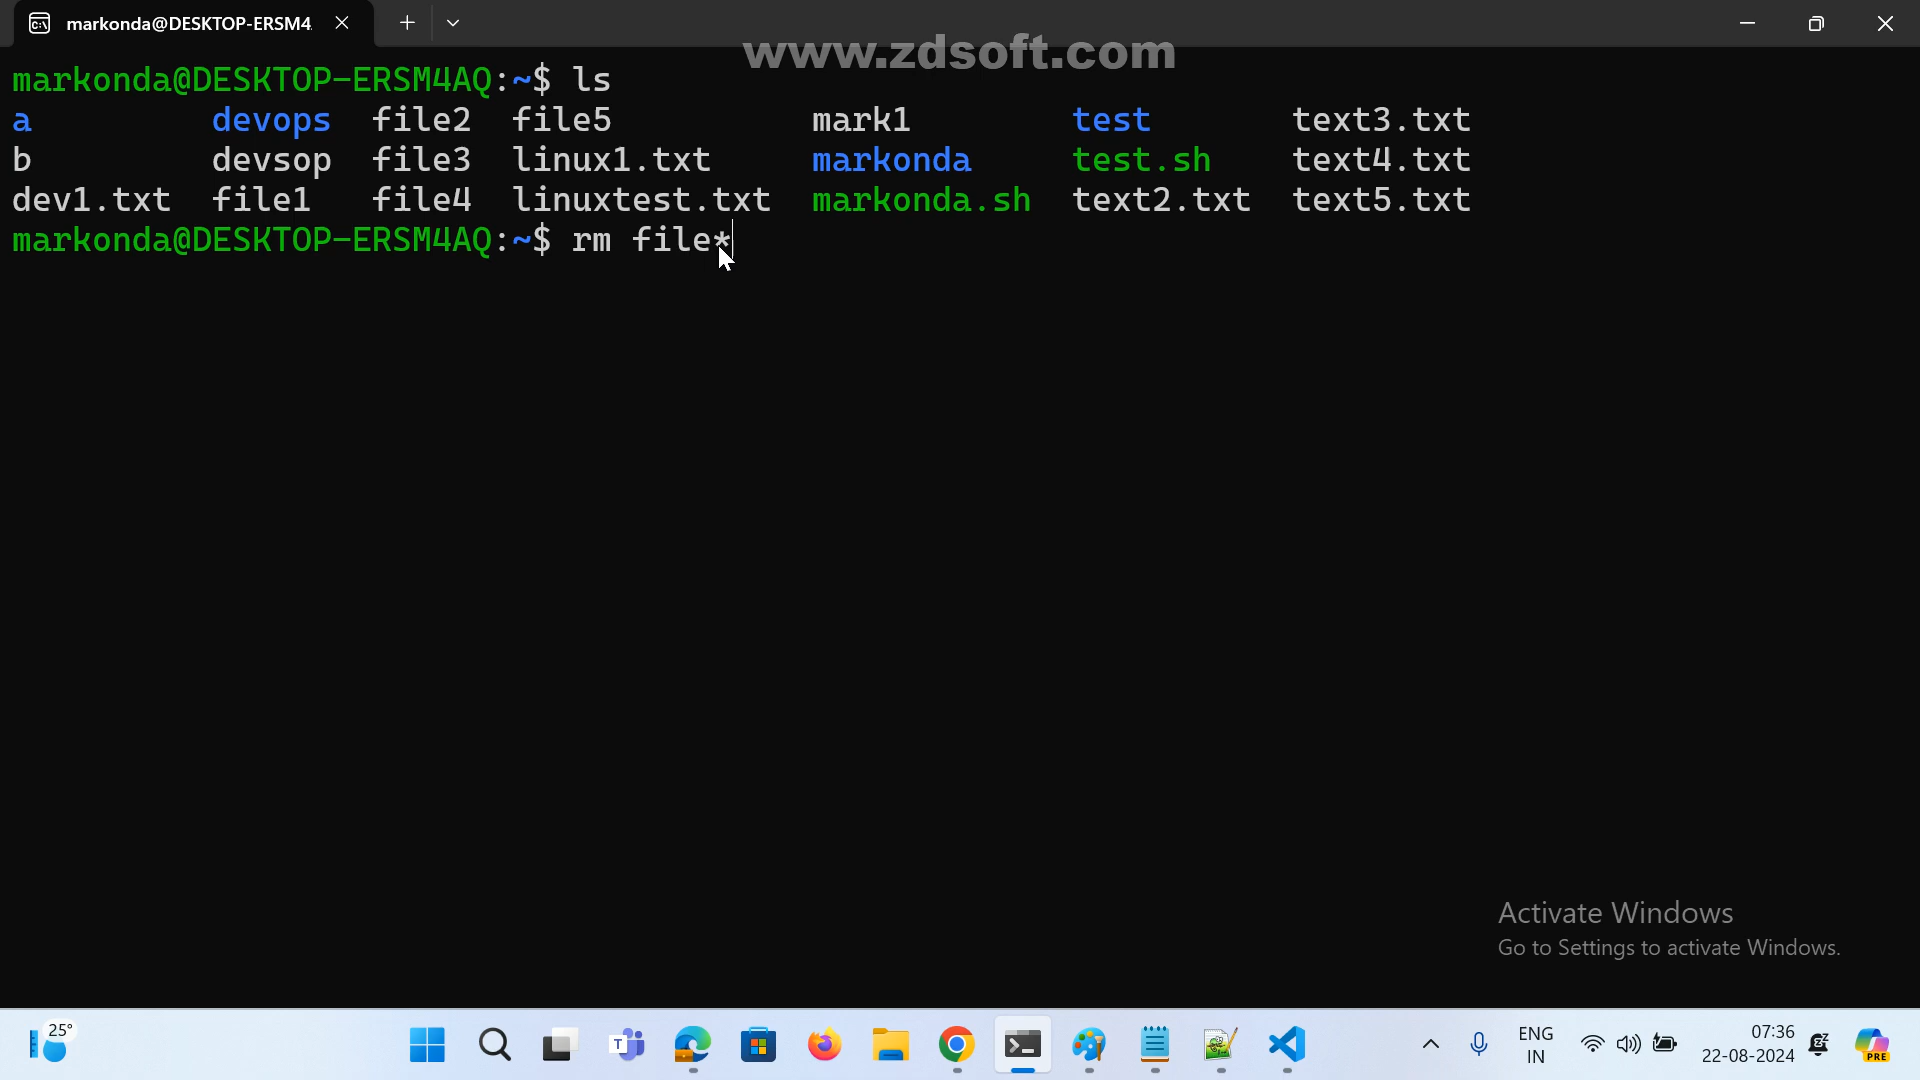 markonda@DESKTOP-ERSM4
www.zdsoft.com
markonda@DESKTOP-ERSM4AQ:~$ ls
a devops file2 file5 mark1 test text3.txt
b devsop file3 linux1.txt markonda test.sh text4.txt
dev1.txt file1 file4 linuxtest.txt markonda.sh text2.txt text5.txt
markonda@DESKTOP-ERSM4AQ:~$ rm file*
Activate Windows
Go to Settings to activate Windows.
25°
ENG
IN
07:36
22-08-2024
PRE